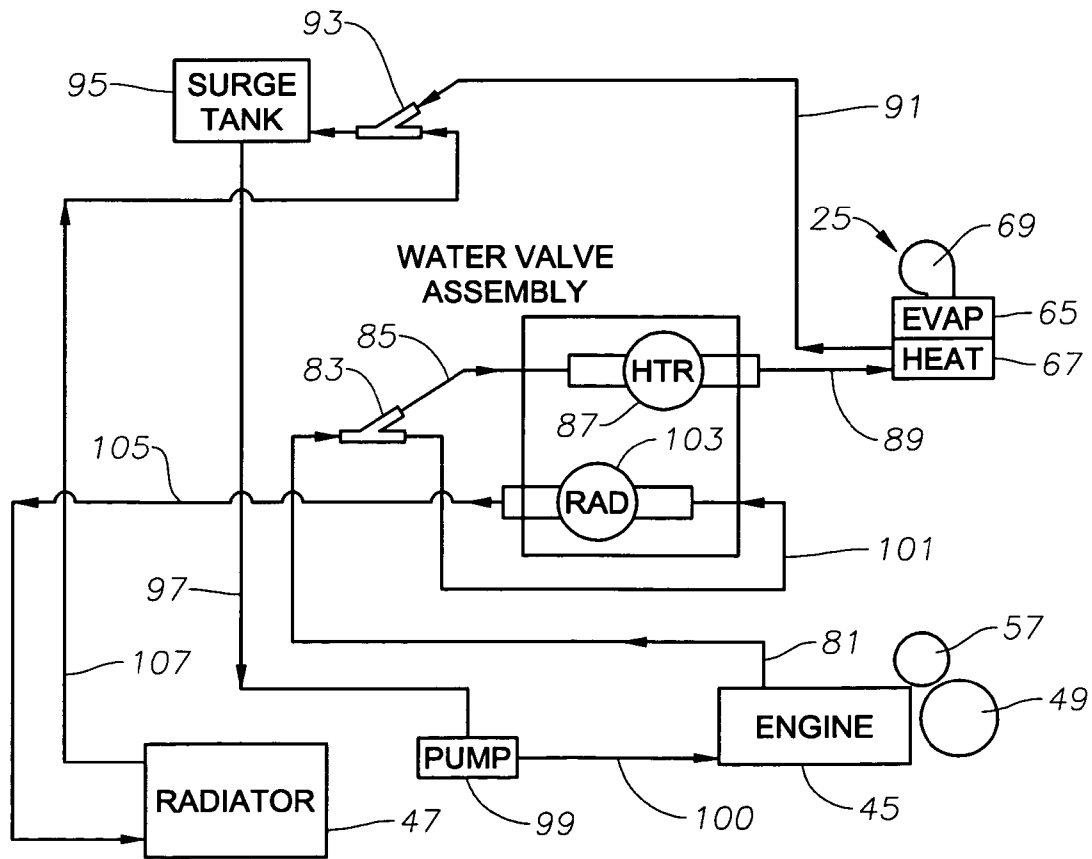 93
95
SURGE
TANK
91
25
69
WATER VALVE
ASSEMBLY
EVAP
65
85
HEAT
67
83
HTR
87
89
103
105
RAD
101
97
81
57
107
49
ENGINE
PUMP
RADIATOR
47
99
100
45